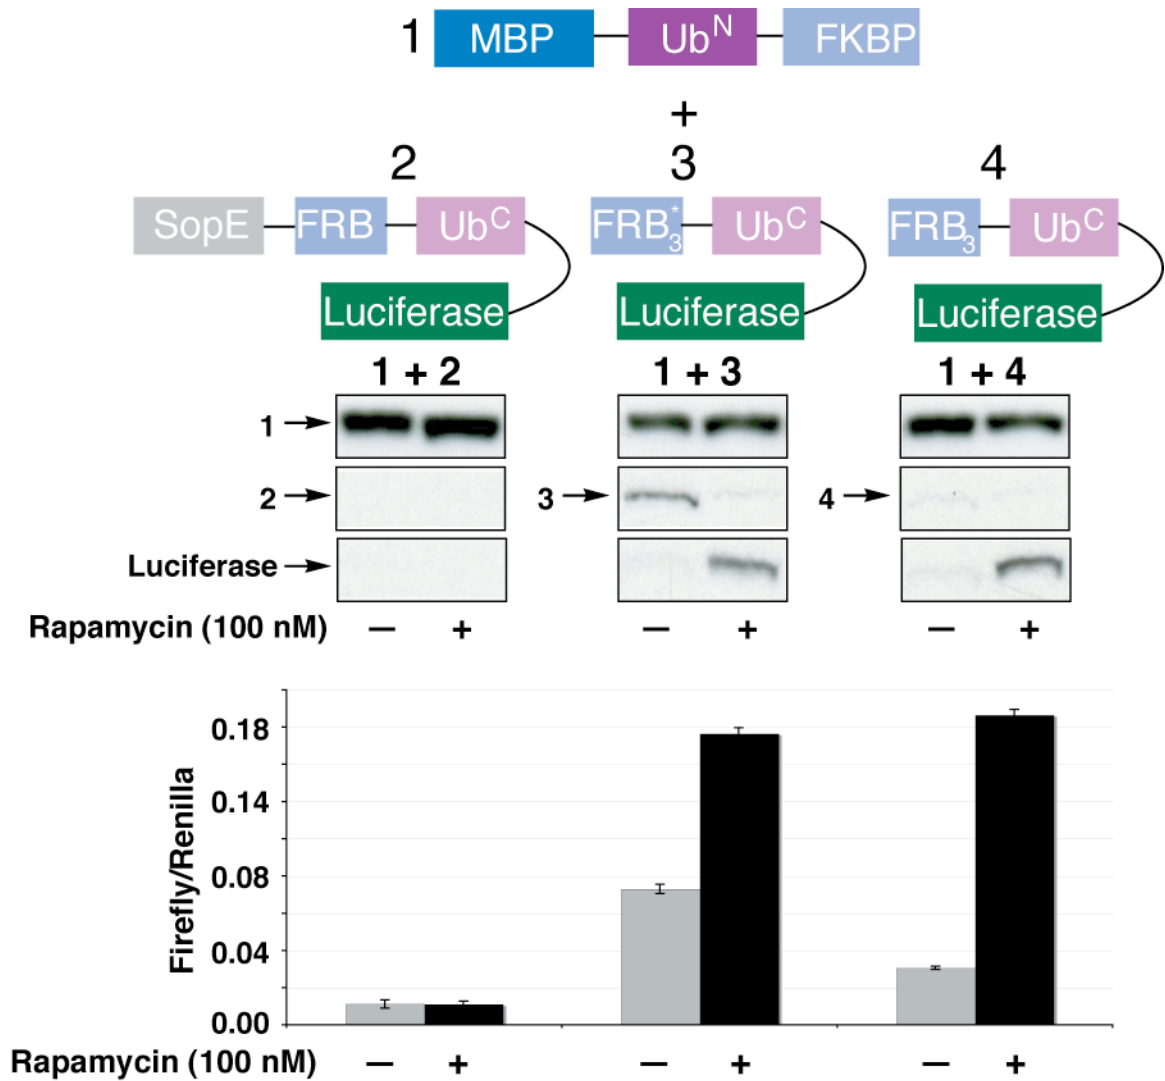 1 MBP Ub^N FKBP
+
2 3 4
SopE FRB Ub^C FRB*3 Ub^C FRB3 Ub^C
Luciferase Luciferase Luciferase
1 + 2 1 + 3 1 + 4
1
2 3 4
Luciferase
Rapamycin (100 nM) — + — + — +
Firefly/Renilla
0.18
0.14
0.08
0.04
0.00
Rapamycin (100 nM) — + — + — +